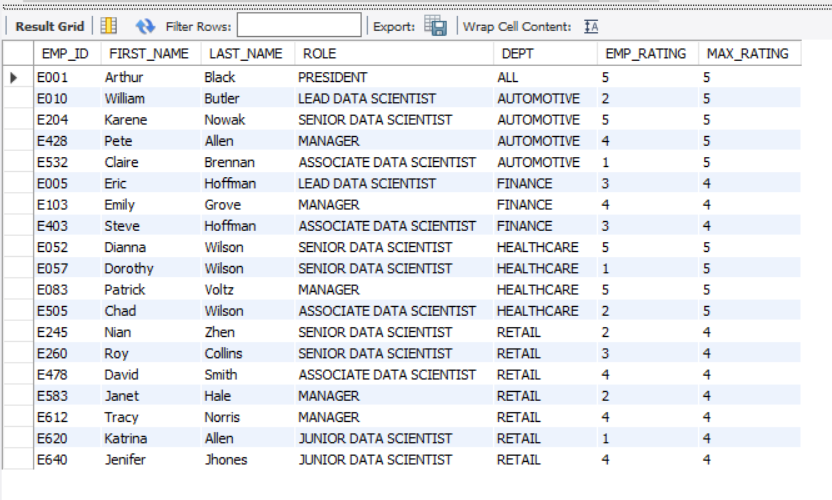 Result Grid Filter Rows: Export: Wrap Cell Content:
EMP_ID FIRST_NAME LAST_NAME ROLE DEPT EMP_RATING MAX_RATING
E001 Arthur Black PRESIDENT ALL 5 5
E010 William Butler LEAD DATA SCIENTIST AUTOMOTIVE 2 5
E204 Karene Nowak SENIOR DATA SCIENTIST AUTOMOTIVE 5 5
E428 Pete Allen MANAGER AUTOMOTIVE 4 5
E532 Claire Brennan ASSOCIATE DATA SCIENTIST AUTOMOTIVE 1 5
E005 Eric Hoffman LEAD DATA SCIENTIST FINANCE 3 4
E103 Emily Grove MANAGER FINANCE 4 4
E403 Steve Hoffman ASSOCIATE DATA SCIENTIST FINANCE 3 4
E052 Dianna Wilson SENIOR DATA SCIENTIST HEALTHCARE 5 5
E057 Dorothy Wilson SENIOR DATA SCIENTIST HEALTHCARE 1 5
E083 Patrick Voltz MANAGER HEALTHCARE 5 5
E505 Chad Wilson ASSOCIATE DATA SCIENTIST HEALTHCARE 2 5
E245 Nian Zhen SENIOR DATA SCIENTIST RETAIL 2 4
E260 Roy Collins SENIOR DATA SCIENTIST RETAIL 3 4
E478 David Smith ASSOCIATE DATA SCIENTIST RETAIL 4 4
E583 Janet Hale MANAGER RETAIL 2 4
E612 Tracy Norris MANAGER RETAIL 4 4
E620 Katrina Allen JUNIOR DATA SCIENTIST RETAIL 1 4
E640 Jenifer Jhones JUNIOR DATA SCIENTIST RETAIL 4 4